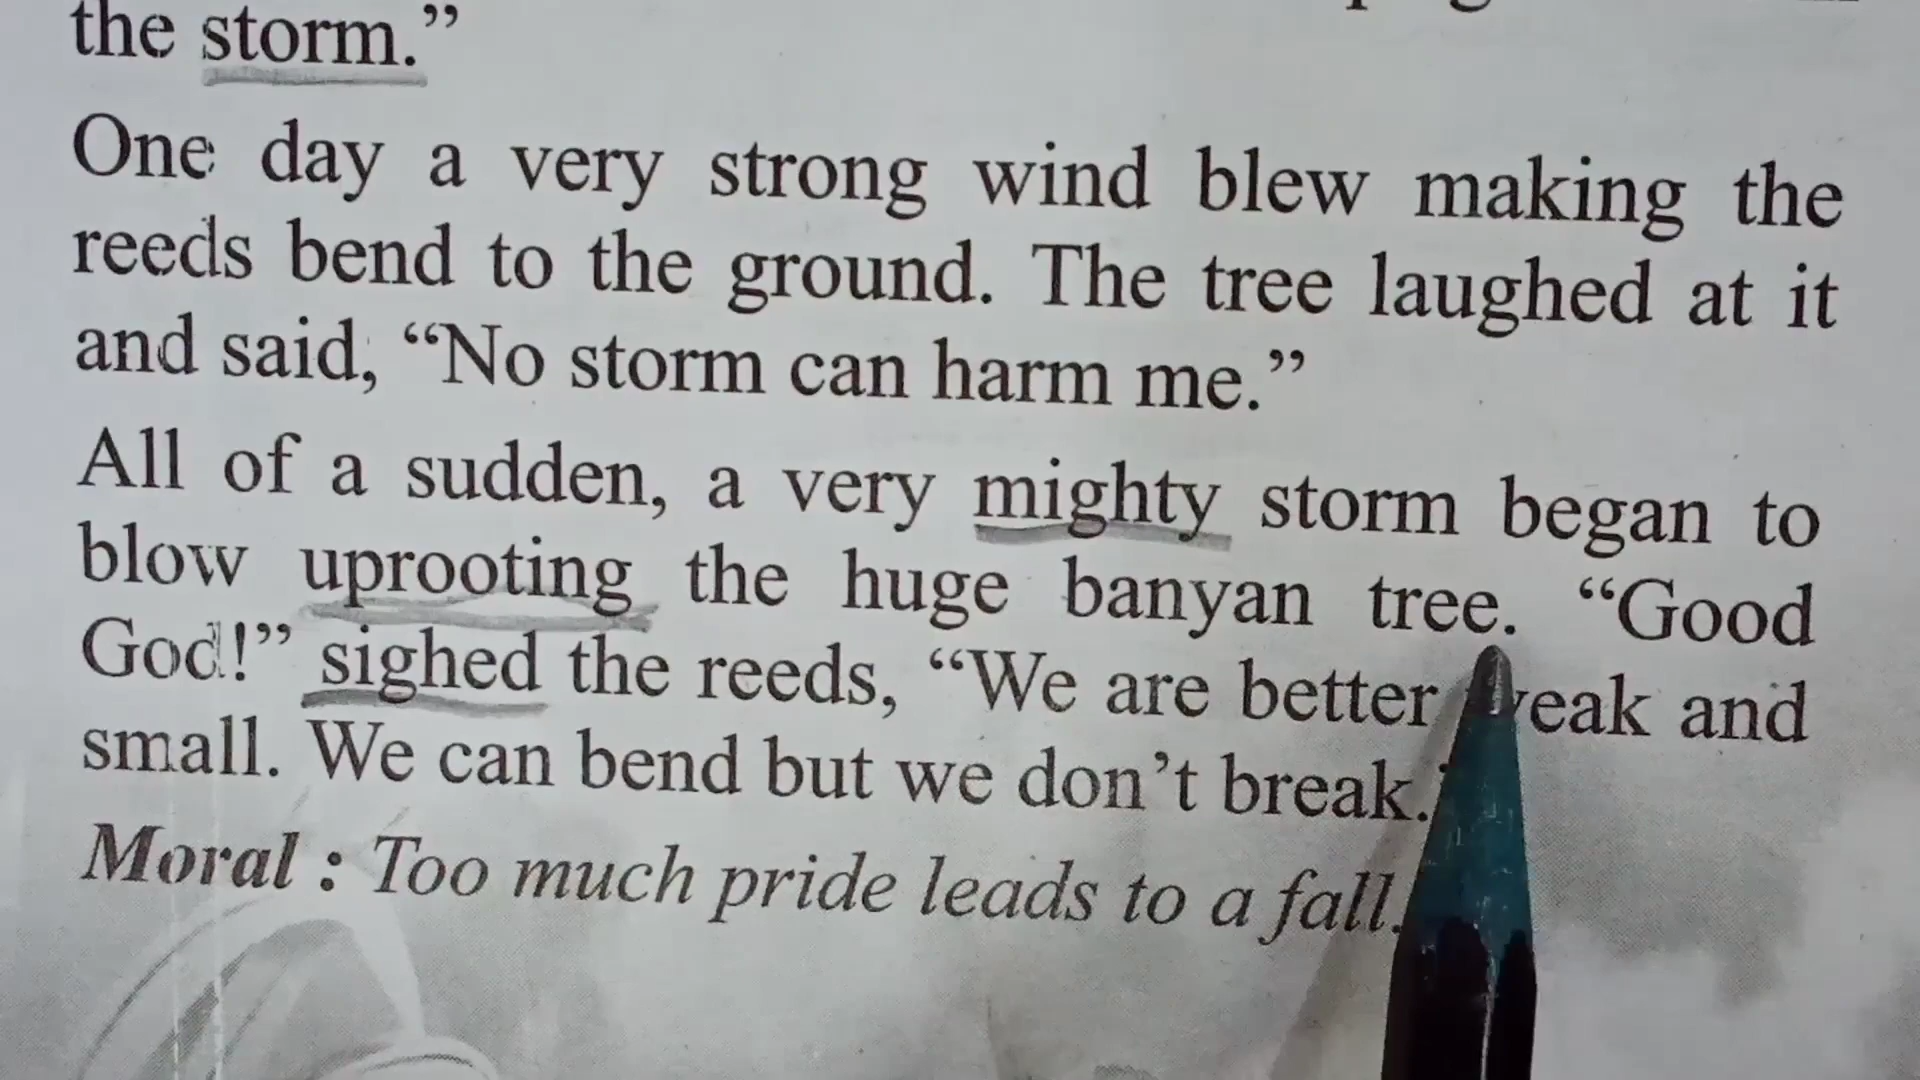 the storm.”
One day a very strong wind blew making the
reeds bend to the ground. The tree laughed at it
and said, “No storm can harm me.”
All of a sudden, a very mighty storm began to
blow uprooting the huge banyan tree. “Good
God!” sighed the reeds, “We are better weak and
small. We can bend but we don’t break.
Moral : Too much pride leads to a fall.